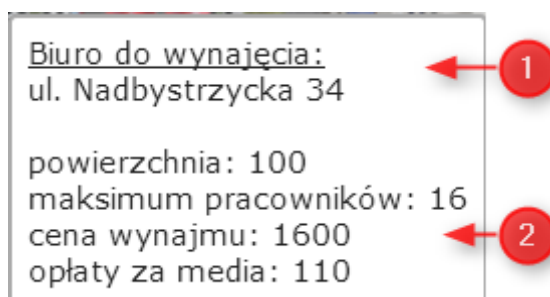 Biuro do wynajęcia:
1
ul. Nadbystrzycka 34
powierzchnia: 100
maksimum pracowników: 16
cena wynajmu: 1600
2
opłaty za media: 110